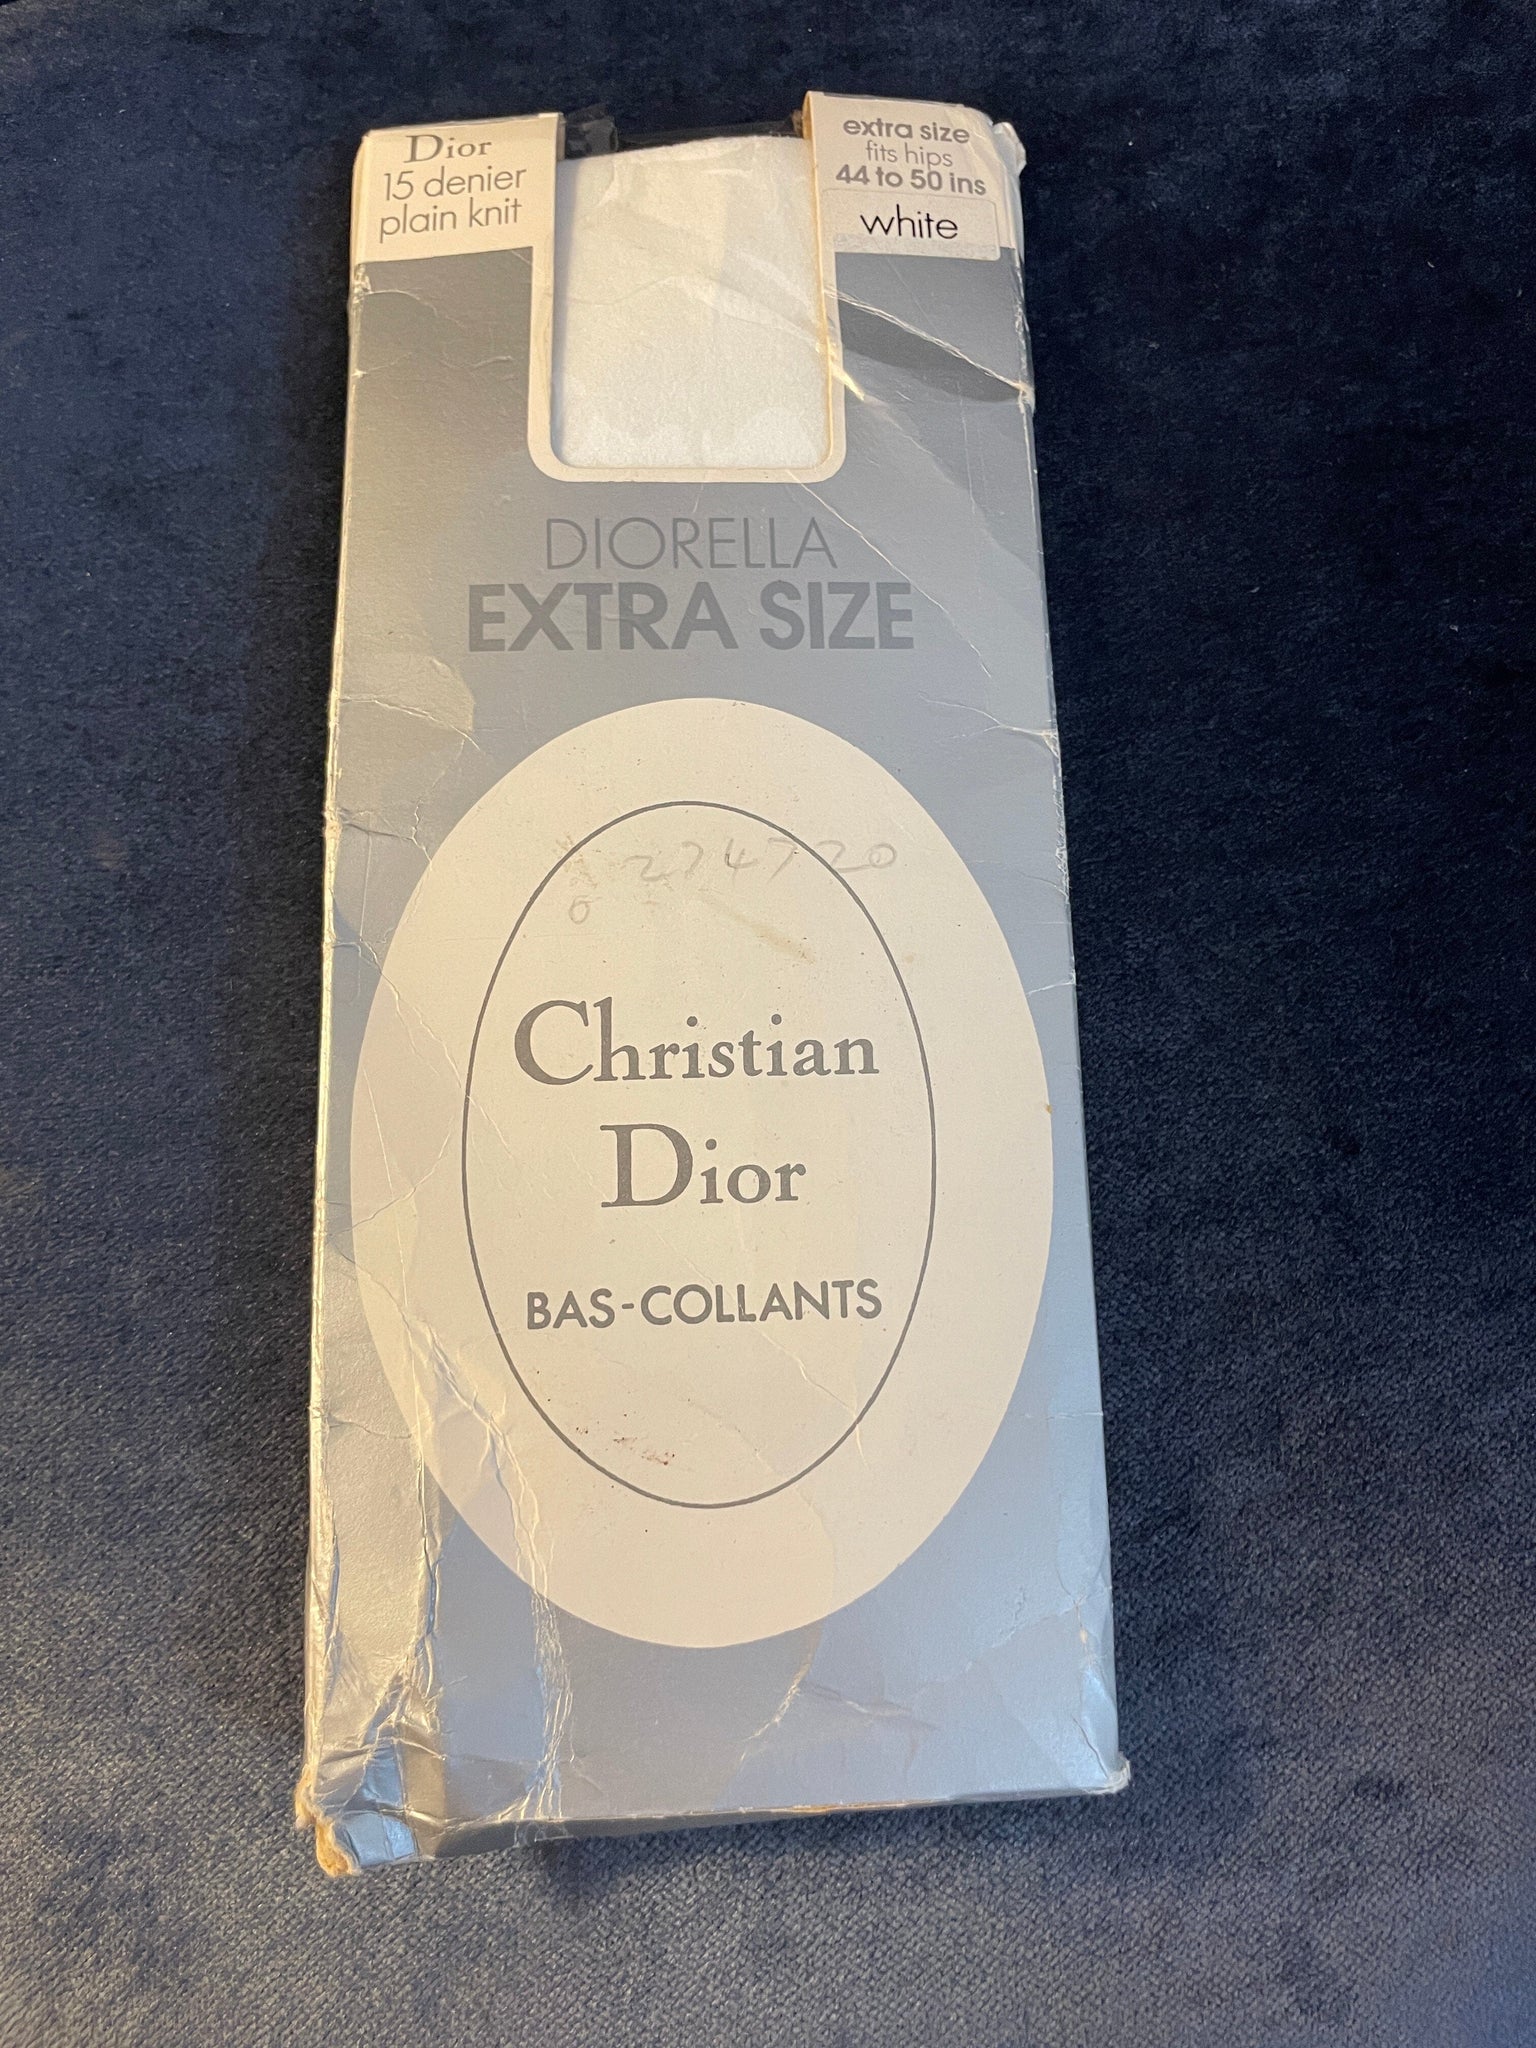 Dior
15 denier
plain knit
extra size
fits hips
44 to 50 ins
white
DIORELLA
EXTRA SIZE
274720
Christian
Dior
BAS-COLLANTS